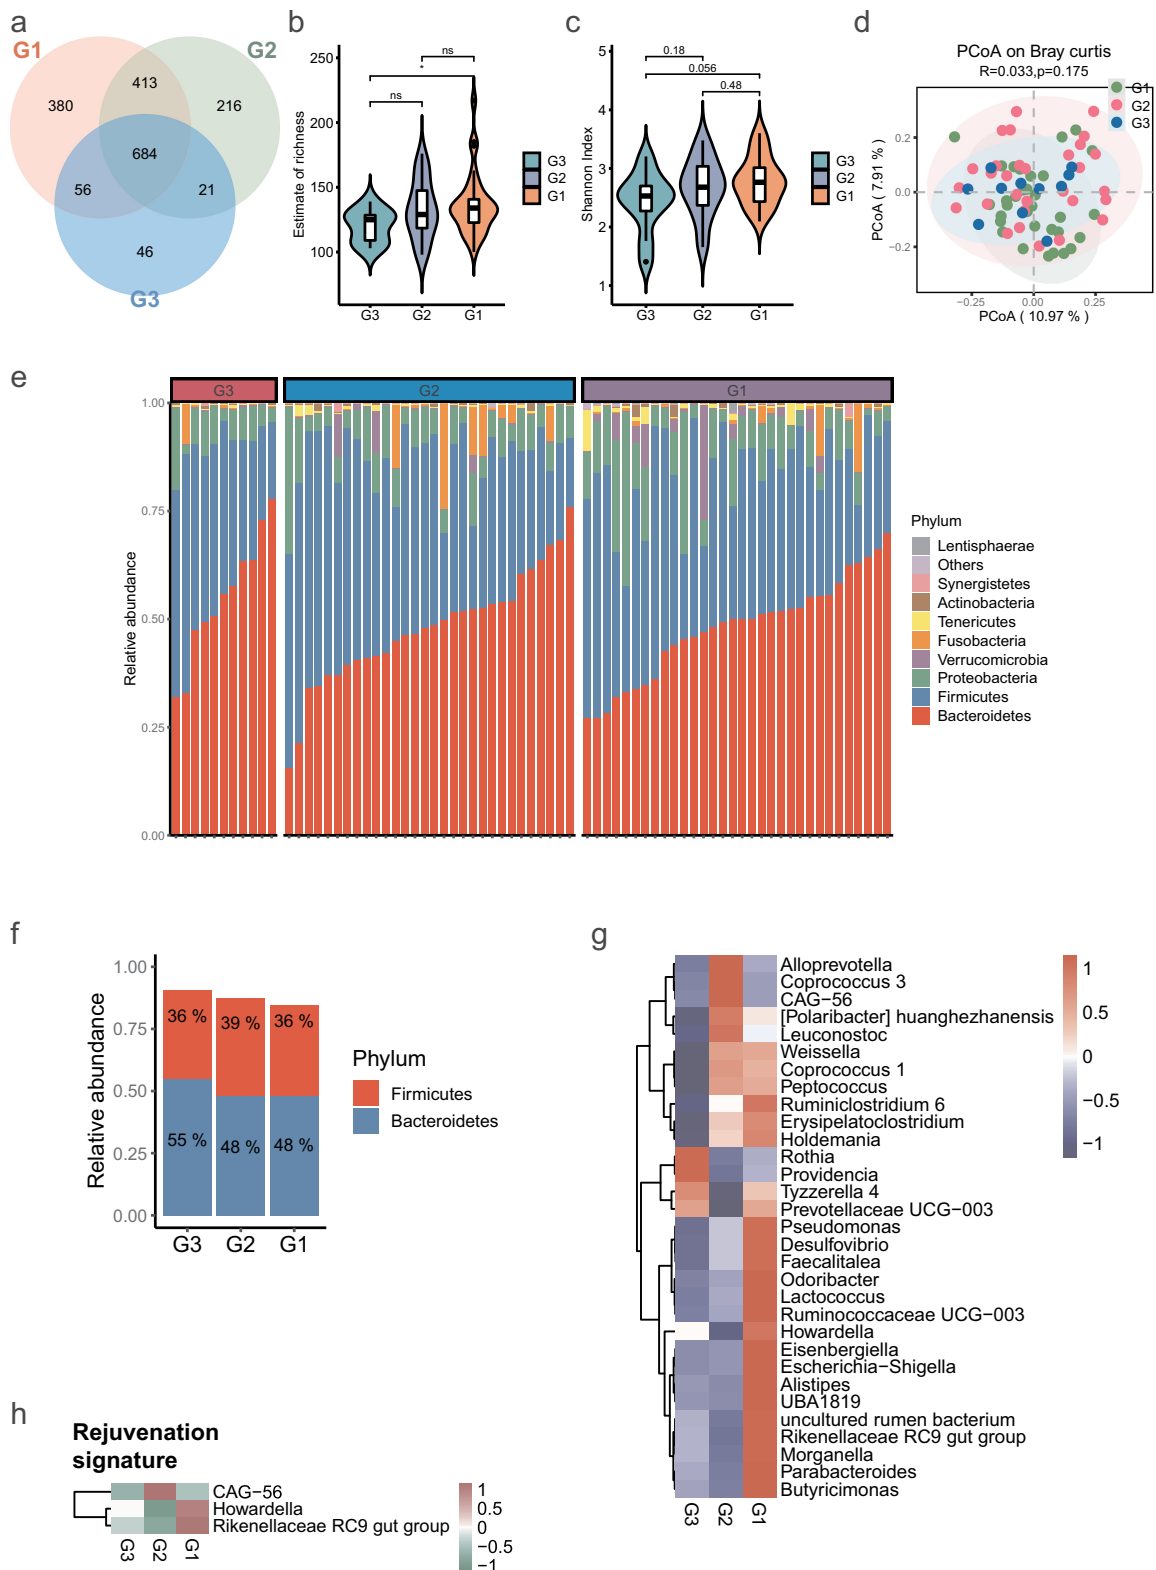 a
G1
G2
413
380
216
684
56
21
46
G3
b
250
200
150
100
Estimate of richness
ns
*
ns
G3
G2
G1
G3
G2
G1
c
5
4
3
2
1
Shannon Index
0.18
0.056
0.48
G3
G2
G1
G3
G2
G1
d
PCoA on Bray curtis
R=0.033,p=0.175
G1
G2
G3
0.2
0.0
−0.2
PCoA ( 7.91 % )
−0.25
0.00
0.25
PCoA ( 10.97 % )
e
G3
G2
G1
1.00
0.75
0.50
0.25
0.00
Relative abundance
Phylum
Lentisphaerae
Others
Synergistetes
Actinobacteria
Tenericutes
Fusobacteria
Verrucomicrobia
Proteobacteria
Firmicutes
Bacteroidetes
f
1.00
0.75
0.50
0.25
0.00
Relative abundance
36 %
39 %
36 %
55 %
48 %
48 %
G3
G2
G1
Phylum
Firmicutes
Bacteroidetes
g
Alloprevotella
Coprococcus 3
CAG−56
[Polaribacter] huanghezhanensis
Leuconostoc
Weissella
Coprococcus 1
Peptococcus
Ruminiclostridium 6
Erysipelatoclostridium
Holdemania
Rothia
Providencia
Tyzzerella 4
Prevotellaceae UCG−003
Pseudomonas
Desulfovibrio
Faecalitalea
Odoribacter
Lactococcus
Ruminococcaceae UCG−003
Howardella
Eisenbergiella
Escherichia−Shigella
Alistipes
UBA1819
uncultured rumen bacterium
Rikenellaceae RC9 gut group
Morganella
Parabacteroides
Butyricimonas
G3
G2
G1
1
0.5
0
−0.5
−1
h
Rejuvenation
signature
CAG−56
Howardella
Rikenellaceae RC9 gut group
G3
G2
G1
1
0.5
0
−0.5
−1